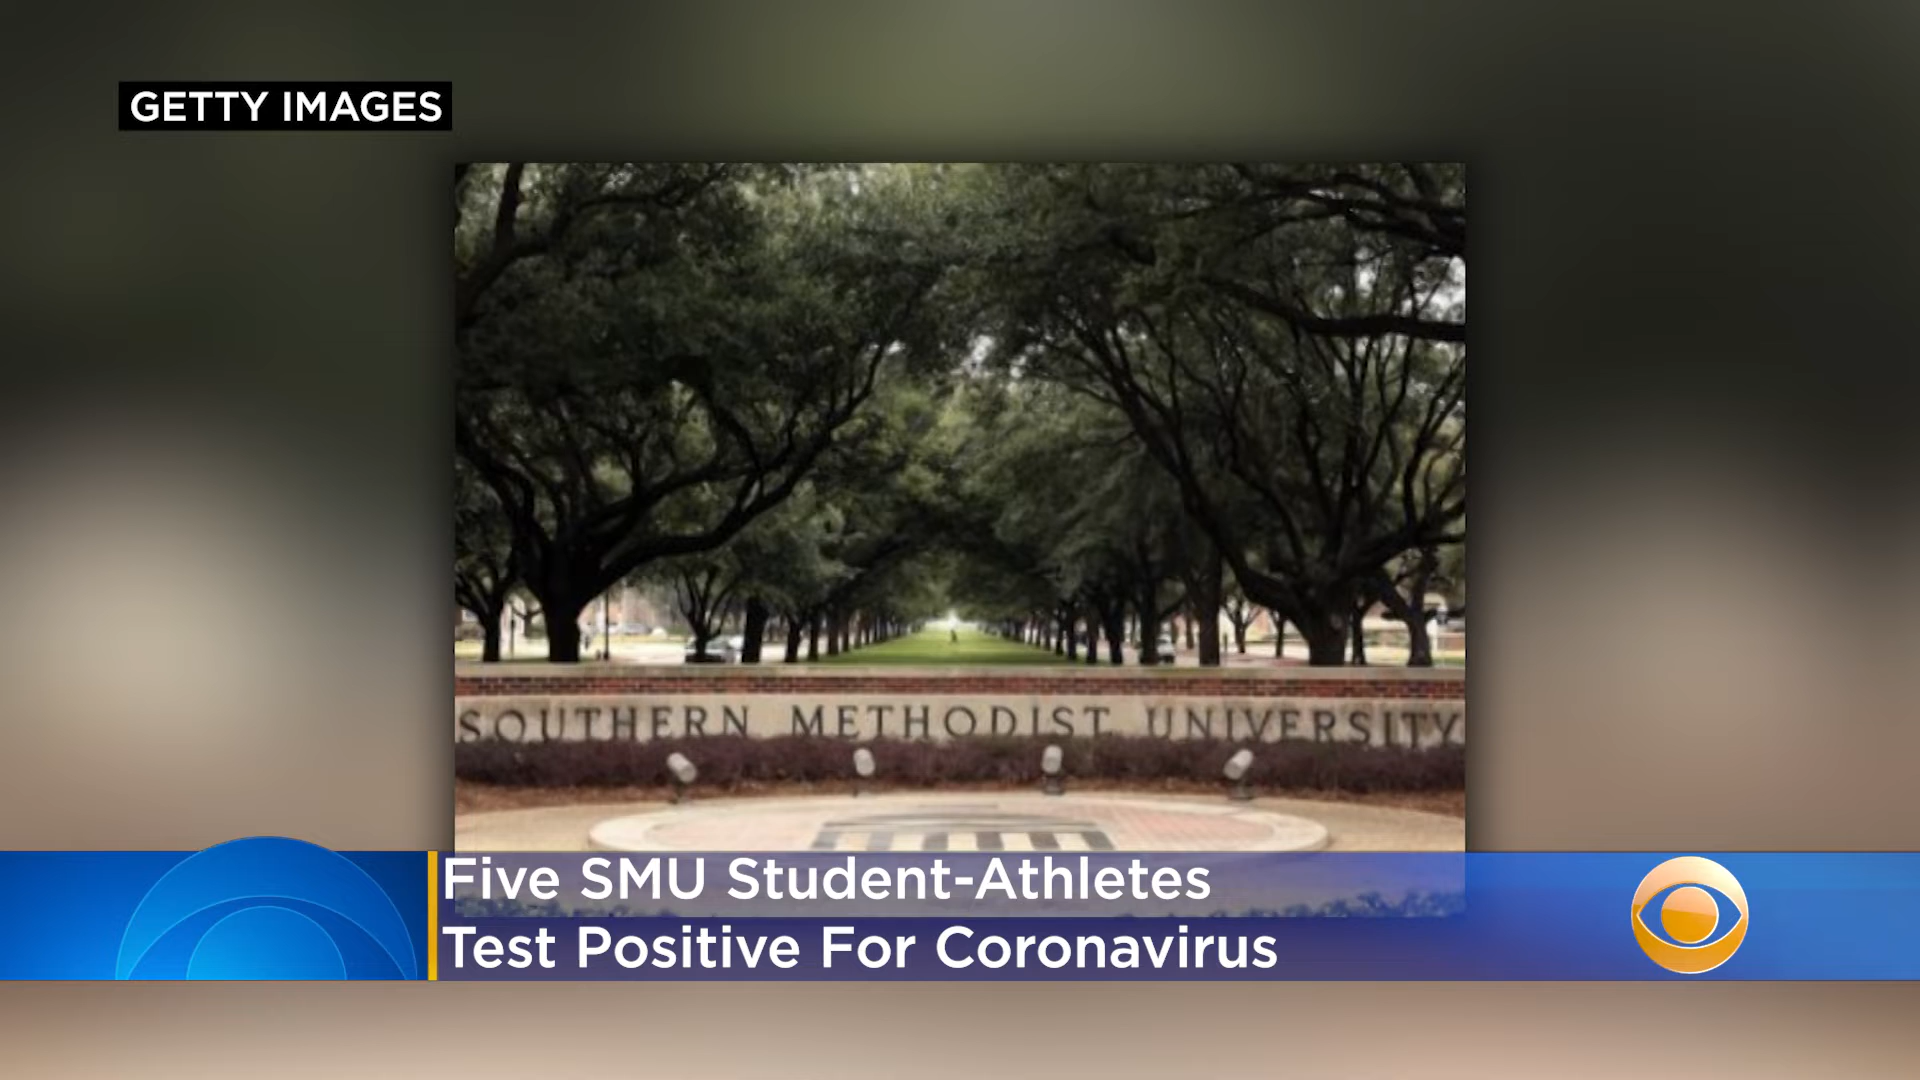 GETTY IMAGES
SOUTHERN METHODIST UNIVERSITY
Five SMU Student-Athletes
Test Positive For Coronavirus